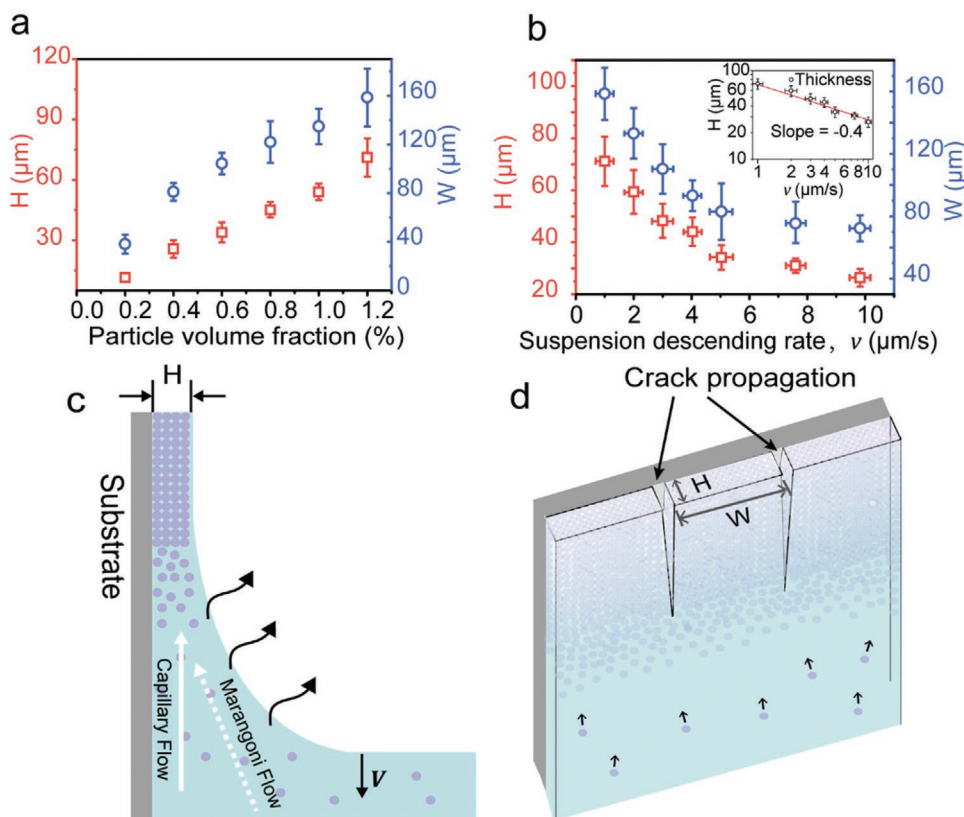 a
120
90
60
30
H (μm)
160
120
80
40
0
W (μm)
0.0 0.2 0.4 0.6 0.8 1.0 1.2
Particle volume fraction (%)
b
100
80
60
40
20
H (μm)
160
120
80
40
W (μm)
0 2 4 6 8 10
Suspension descending rate, v (μm/s)
100
60
40
20
10
H (μm)
Thickness
Slope = -0.4
1 2 3 4 6 8 10
v (μm/s)
c
H
Substrate
Capillary Flow
Marangoni Flow
V
d
Crack propagation
H
W